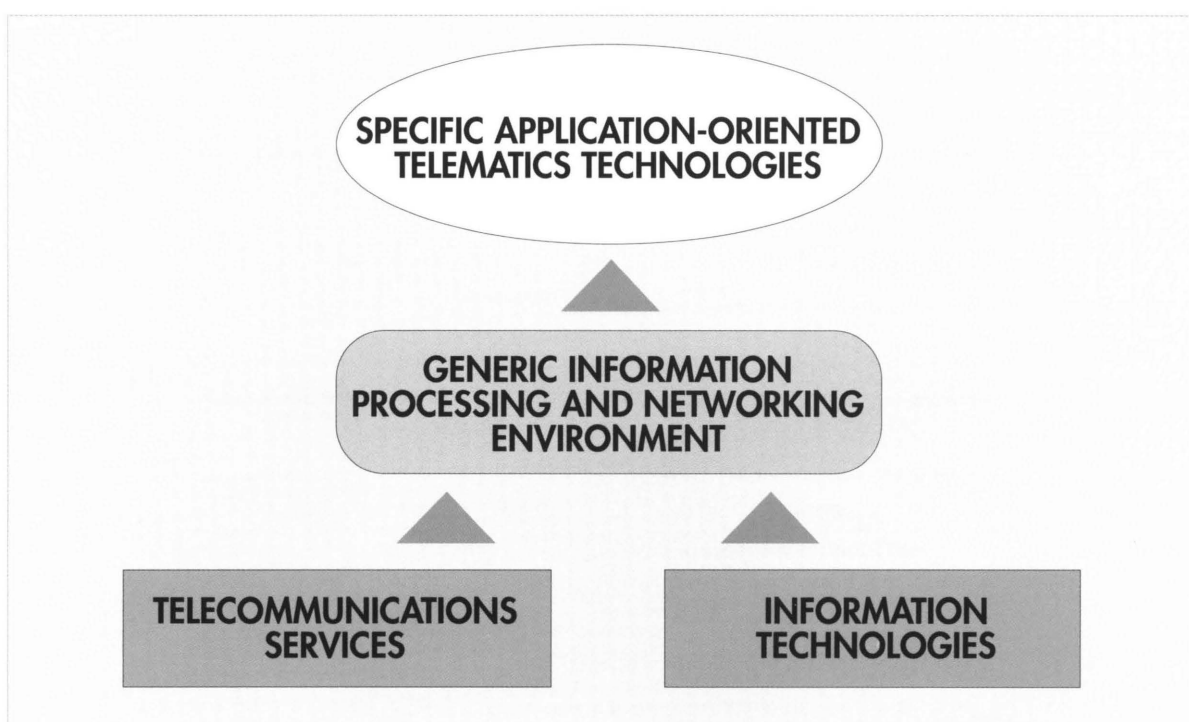 SPECIFIC APPLICATION-ORIENTED
TELEMATICS TECHNOLOGIES
GENERIC INFORMATION
PROCESSING AND NETWORKING
ENVIRONMENT
TELECOMMUNICATIONS
SERVICES
INFORMATION
TECHNOLOGIES